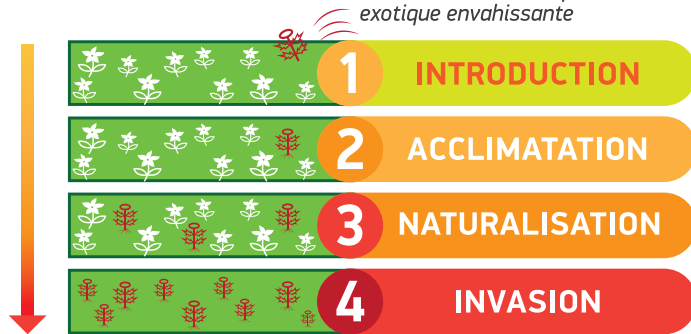 exotique envahissante
1 INTRODUCTION
2 ACCLIMATATION
3 NATURALISATION
4 INVASION